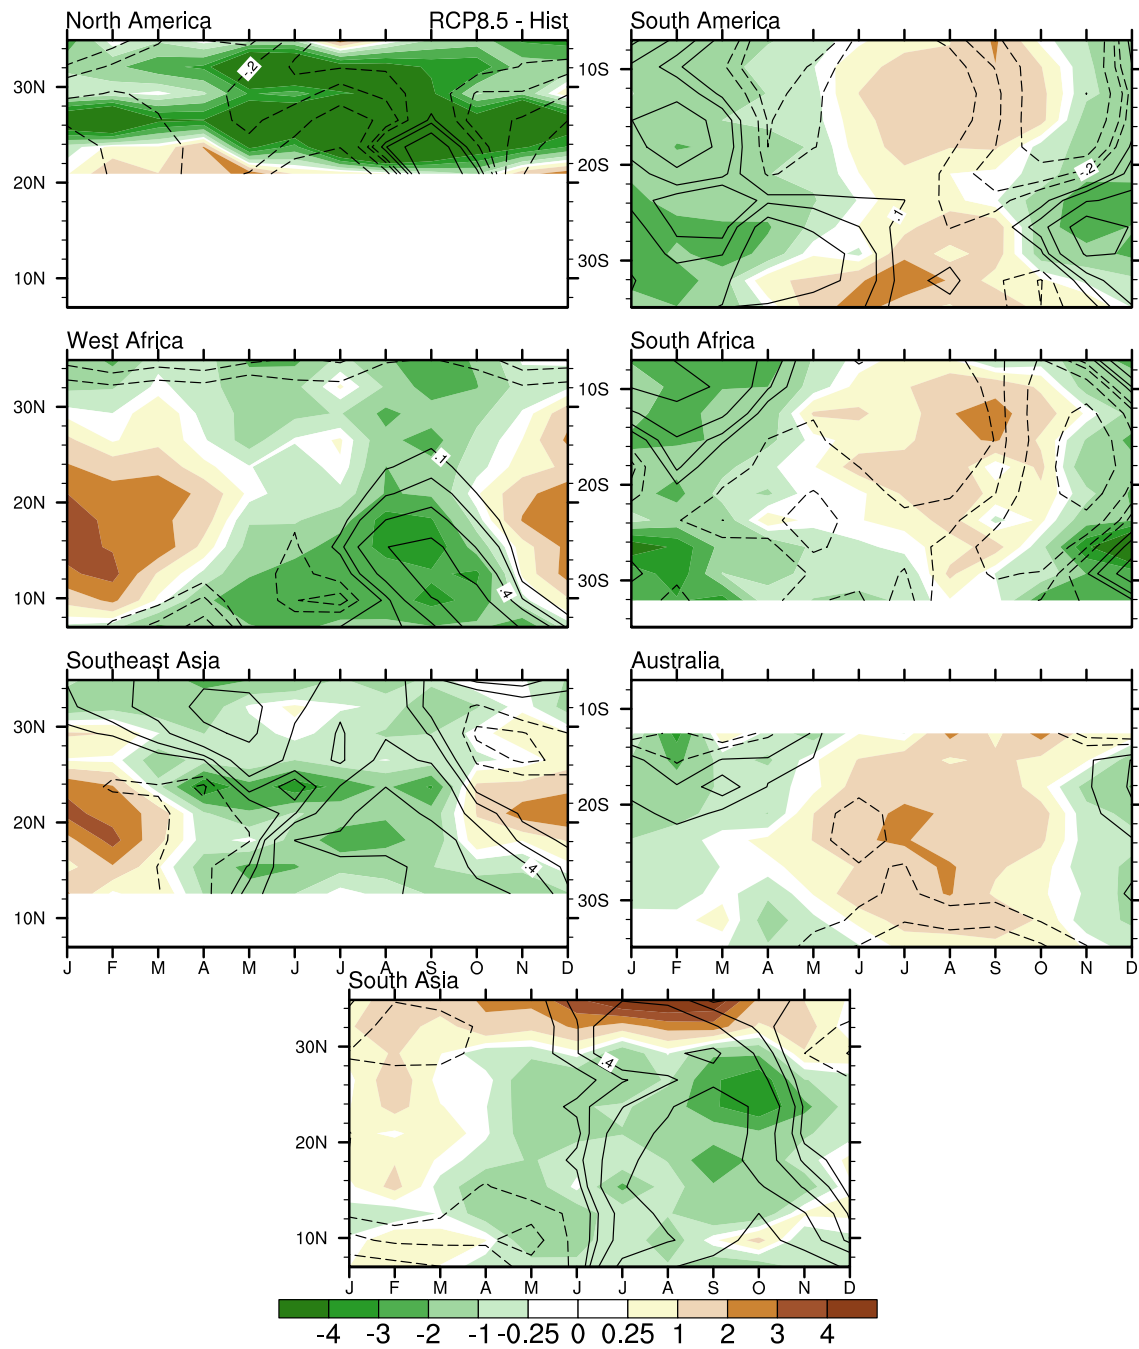 North America RCP8.5 - Hist South America
30N
20N
10N
-.2
10S
20S
30S
-.2
.1
West Africa South Africa
30N
20N
10N
.1
.4
10S
20S
30S
Southeast Asia Australia
30N
20N
10N
.4
10S
20S
30S
J F M A M J J A S O N D
J F M A M J J A S O N D
South Asia
30N
20N
10N
.4
J F M A M J J A S O N D
-4 -3 -2 -1 -0.25 0 0.25 1 2 3 4